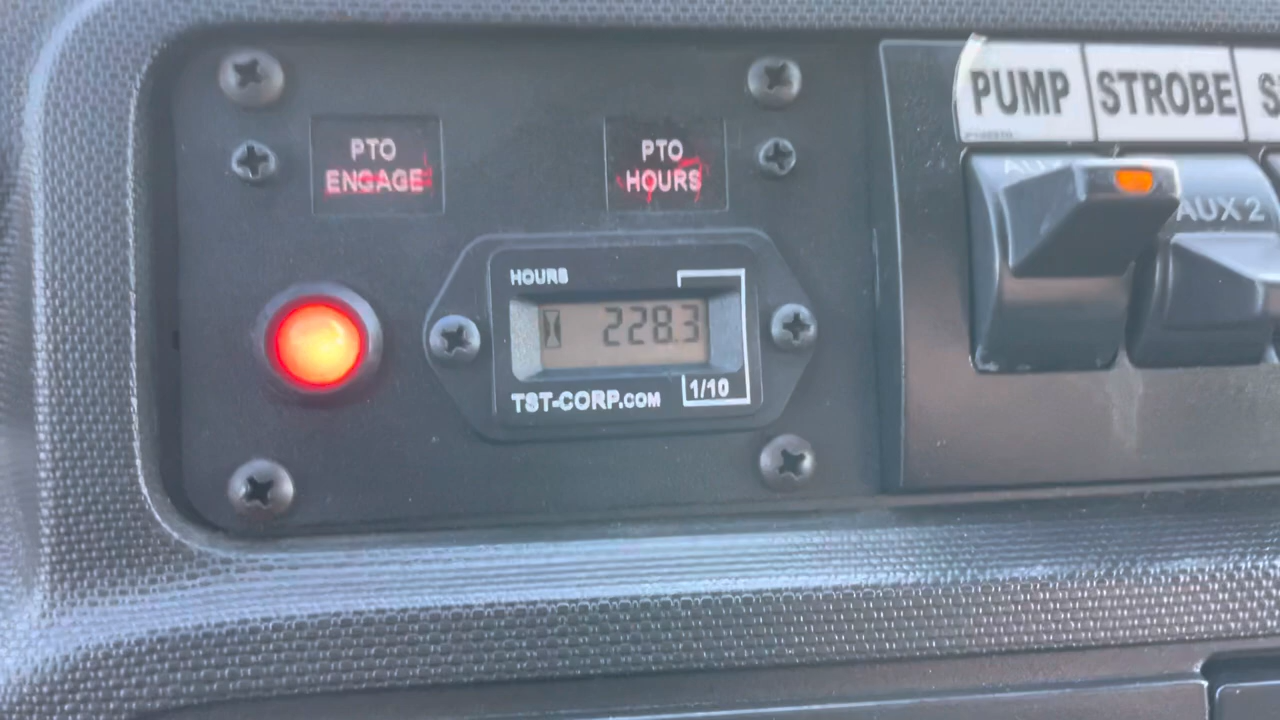 PTO
ENGAGE
PTO
HOURS
HOURS
228.3
TST-CORP.COM
1/10
PUMP
STROBE
AUX 2